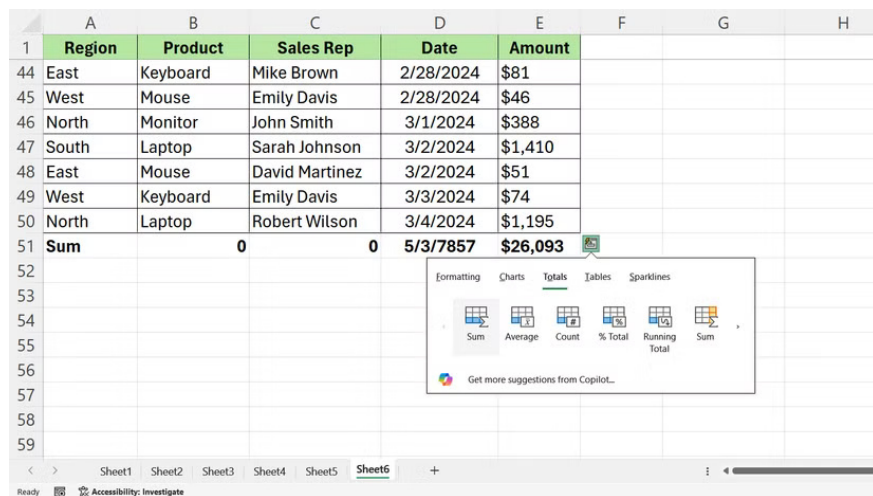 A B C D E F G H
1 Region Product Sales Rep Date Amount
44 East Keyboard Mike Brown 2/28/2024 $81
45 West Mouse Emily Davis 2/28/2024 $46
46 North Monitor John Smith 3/1/2024 $388
47 South Laptop Sarah Johnson 3/2/2024 $1,410
48 East Mouse David Martinez 3/2/2024 $51
49 West Keyboard Emily Davis 3/3/2024 $74
50 North Laptop Robert Wilson 3/4/2024 $1,195
51 Sum 0 0 5/3/7857 $26,093
52
Formatting Charts Totals Tables Sparklines
53
54
Sum Average Count % Total Running Total Sum
55
56
Get more suggestions from Copilot...
57
58
59
Sheet1 Sheet2 Sheet3 Sheet4 Sheet5 Sheet6 +
Ready Accessibility: Investigate